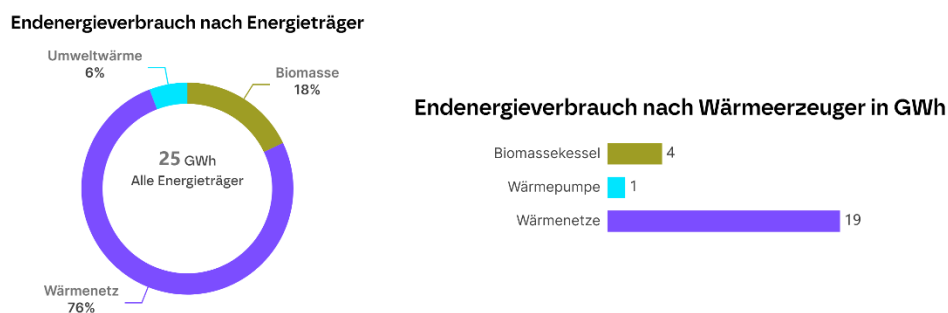 Endenergieverbrauch nach Energieträger
Umweltwärme
6%
Biomasse
18%
25 GWh
Alle Energieträger
Wärmenetz
76%
Endenergieverbrauch nach Wärmeerzeuger in GWh
Biomassekessel 4
Wärmepumpe 1
Wärmenetze 19